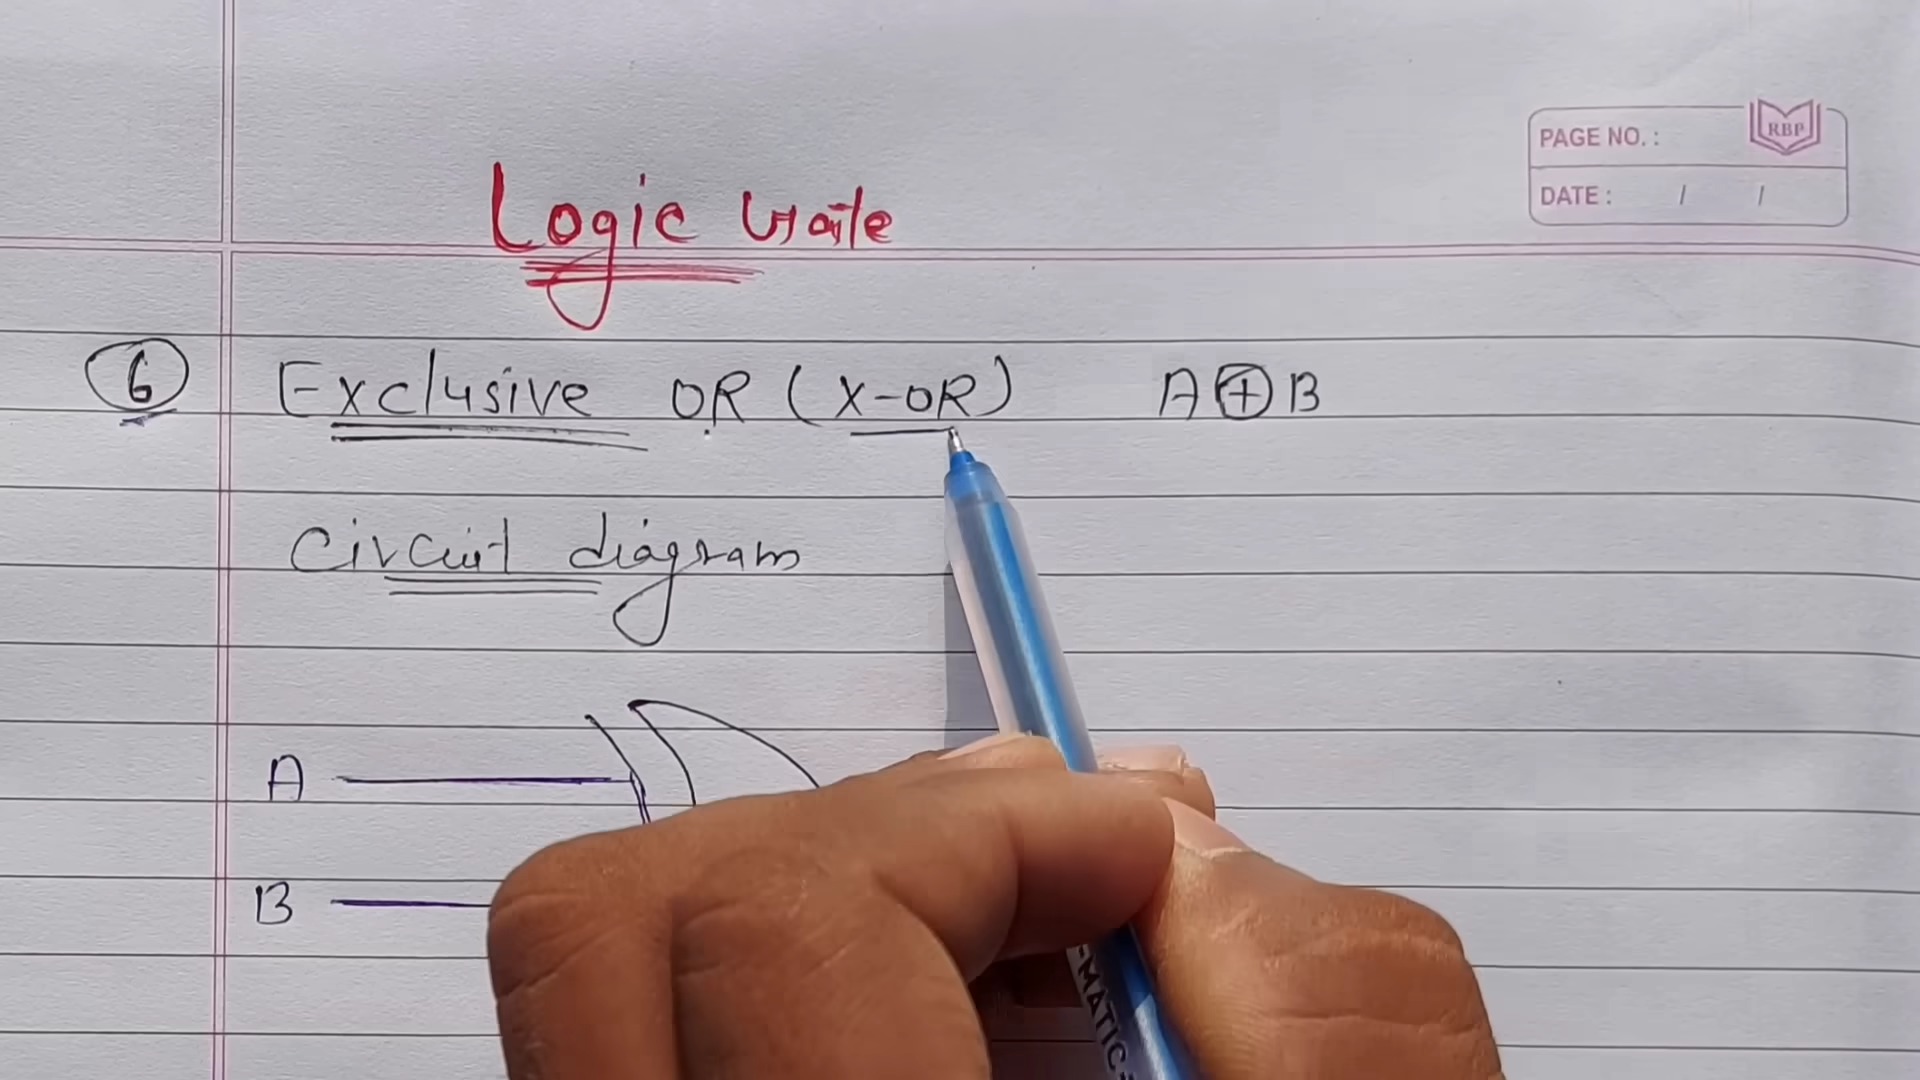 PAGE NO. :
RBP
DATE : / /
Logic Gate
6 Exclusive OR (X-OR) A ⊕ B
Circuit diagram
A
B
-MATIC-